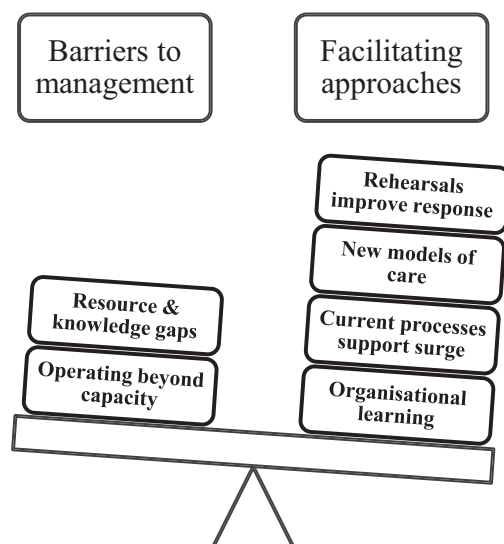 Barriers to
management
Facilitating
approaches
Rehearsals
improve response
New models of
care
Current processes
support surge
Organisational
learning
Resource &
knowledge gaps
Operating beyond
capacity